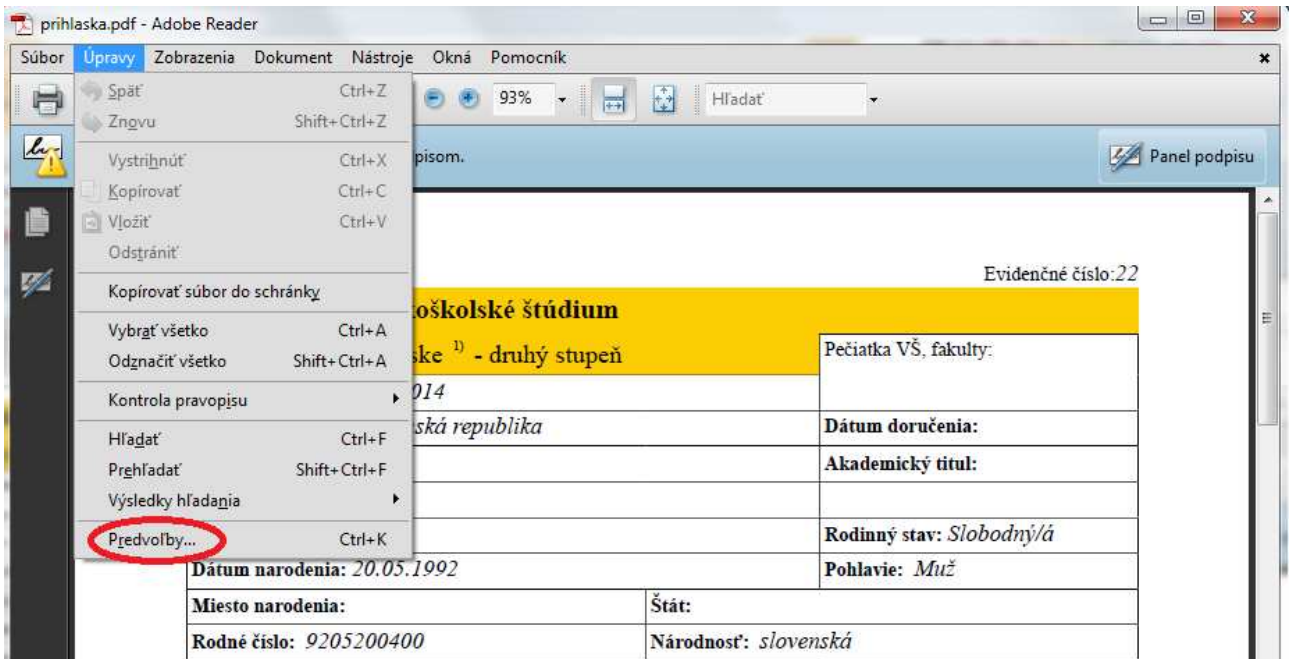 prihlaska.pdf - Adobe Reader
Súbor Úpravy Zobrazenia Dokument Nástroje Okná Pomocník
Späť Ctrl+Z
Znovu Shift+Ctrl+Z
Vystrihnúť Ctrl+X
Kopírovať Ctrl+C
Vložiť Ctrl+V
Odstrániť
Kopírovať súbor do schránky
Vybrať všetko Ctrl+A
Odznačiť všetko Shift+Ctrl+A
Kontrola pravopisu
Hľadať Ctrl+F
Prehľadať Shift+Ctrl+F
Výsledky hľadania
Predvoľby... Ctrl+K
93% Hľadať
pisom. Panel podpisu
Evidenčné číslo:22
oškolské štúdium
ske 1) - druhý stupeň Pečiatka VŠ, fakulty:
014
ská republika Dátum doručenia:
Akademický titul:
Rodinný stav: Slobodný/á
Dátum narodenia: 20.05.1992 Pohlavie: Muž
Miesto narodenia: Štát:
Rodné číslo: 9205200400 Národnosť: slovenská